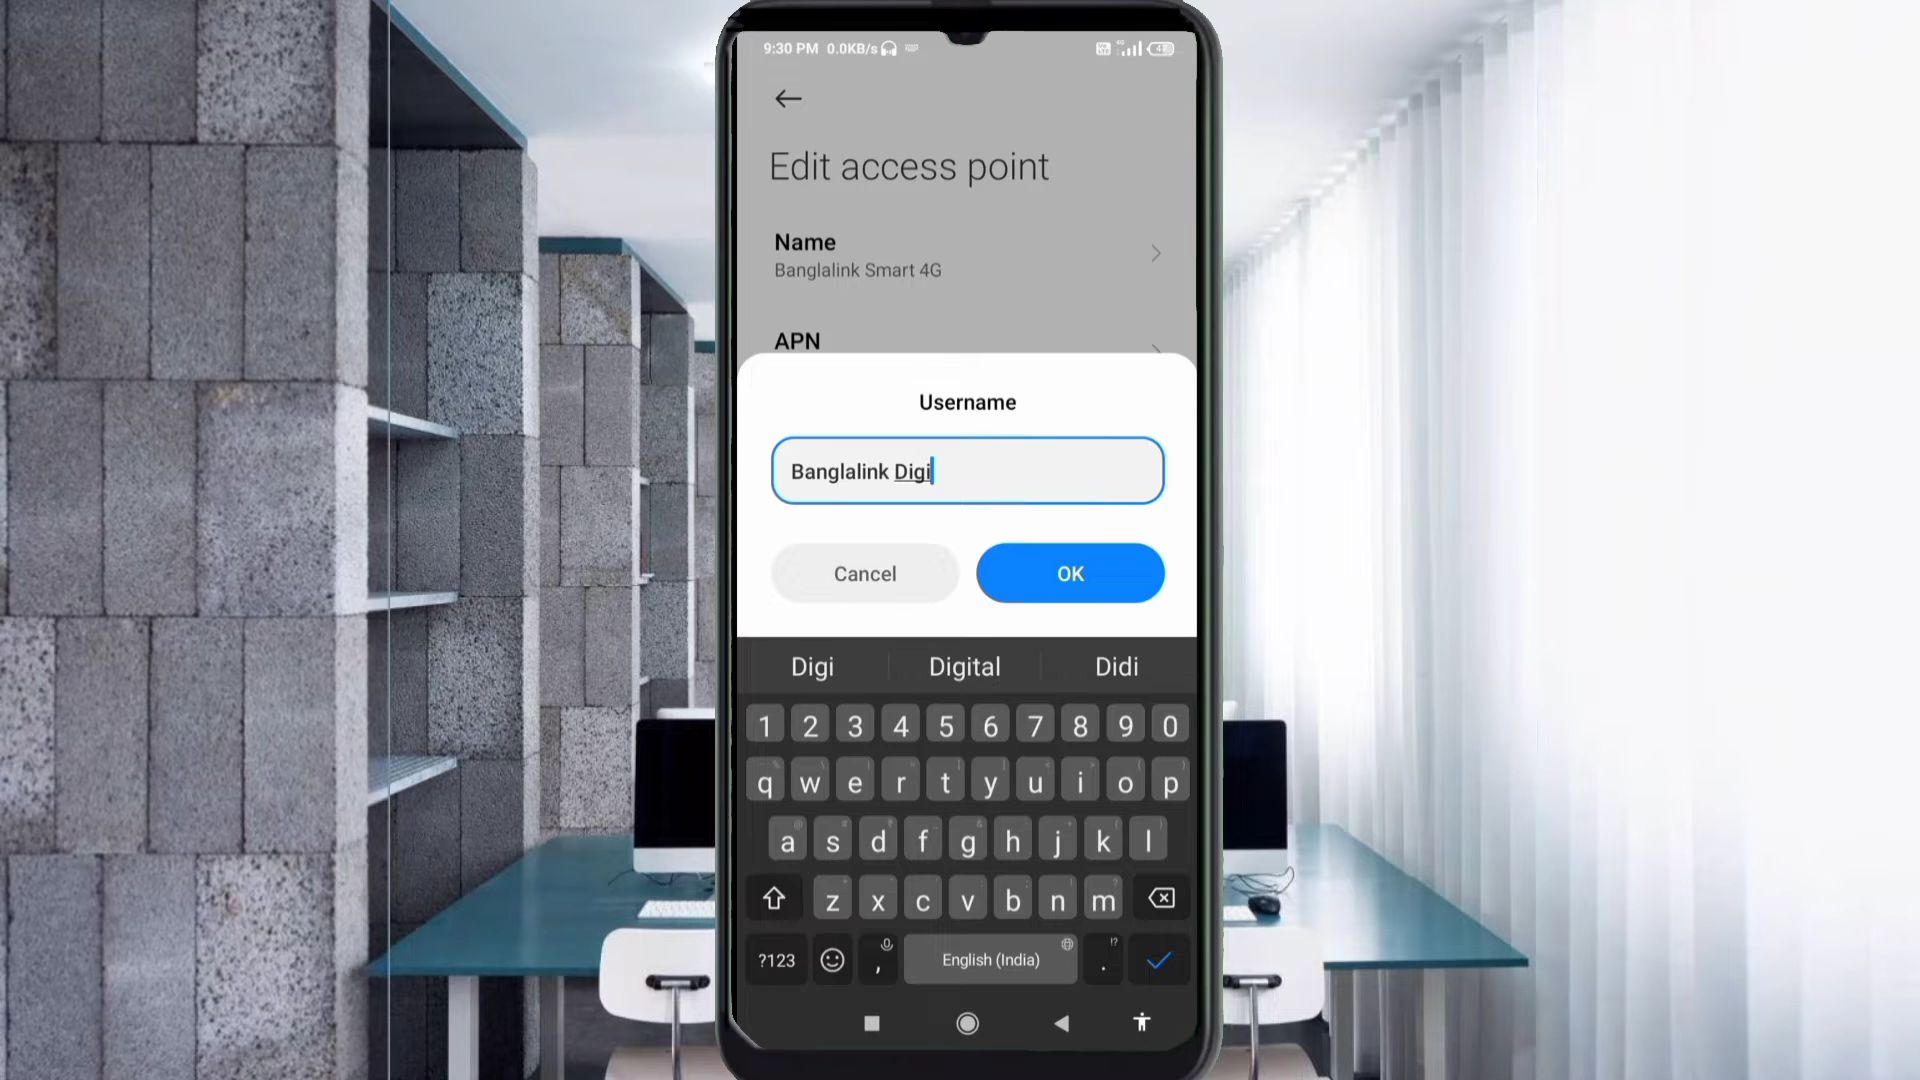 9:30 PM 0.0KB/s
Edit access point
Name
Banglalink Smart 4G
APN
Username
Banglalink Digi
Cancel OK
Digi Digital Didi
1 2 3 4 5 6 7 8 9 0
q w e r t y u i o p
a s d f g h j k l
z x c v b n m
?123 , English (India) . !?